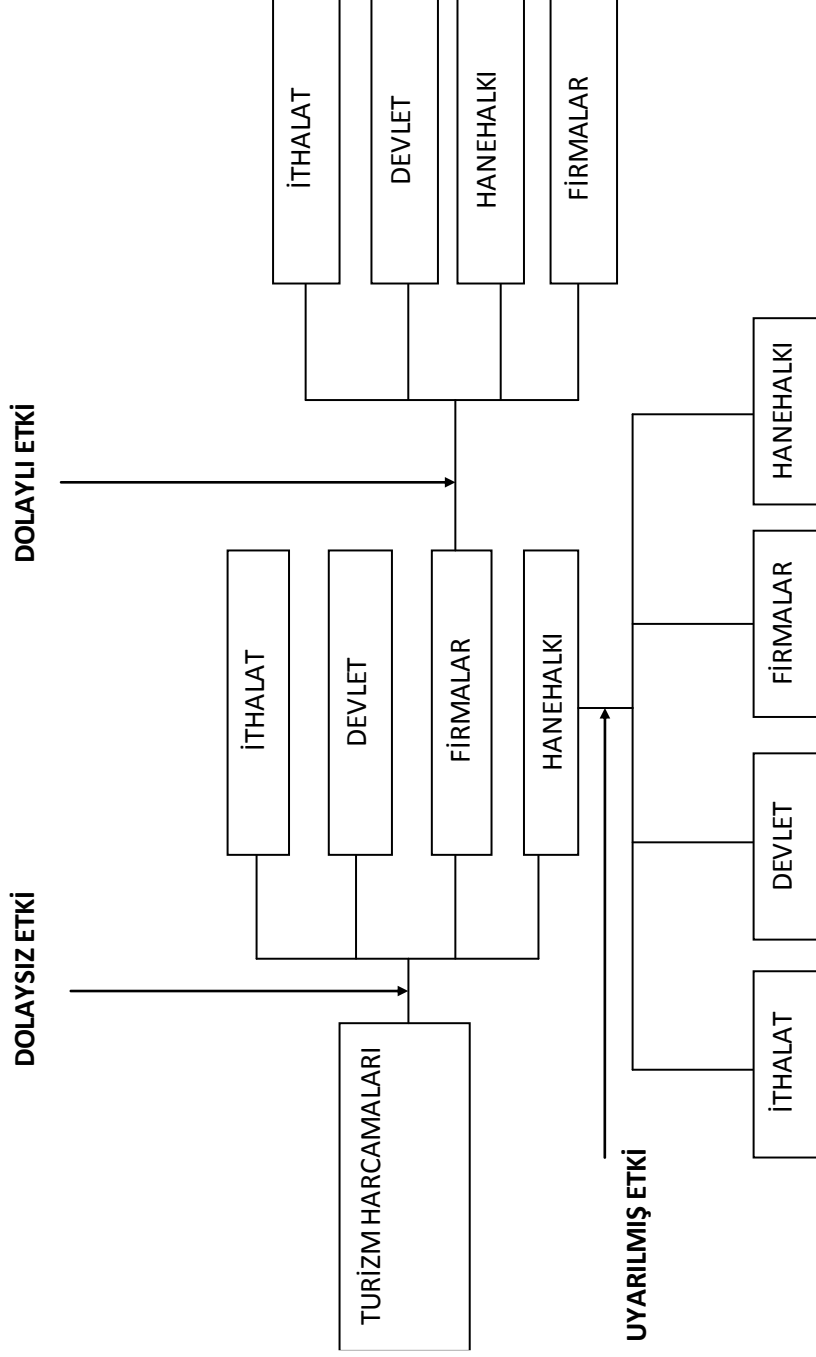 DOLAYSIZ ETKİ
DOLAYLI ETKİ
TURİZM HARCAMALARI
İTHALAT
DEVLET
FİRMALAR
HANEHALKI
İTHALAT
DEVLET
HANEHALKI
FİRMALAR
UYARILMIŞ ETKİ
İTHALAT
DEVLET
FİRMALAR
HANEHALKI